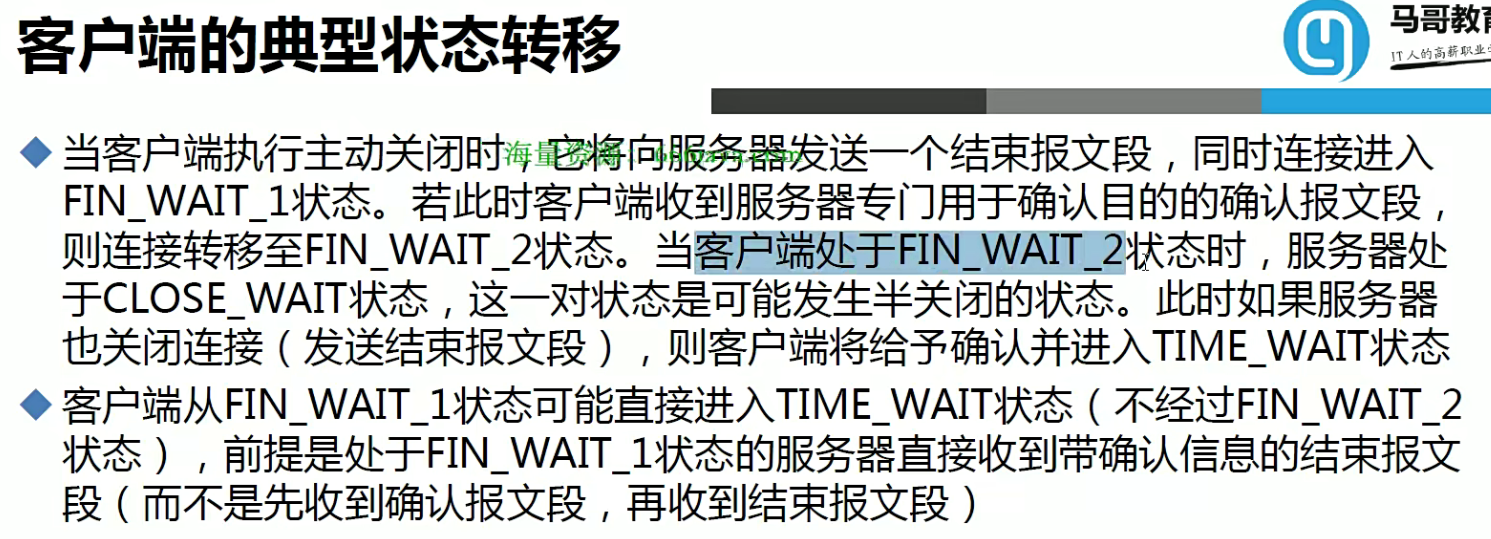 客户端的典型状态转移
马哥教育
IT人的高薪职业
当客户端执行主动关闭时，它将向服务器发送一个结束报文段，同时连接进入
FIN_WAIT_1状态。若此时客户端收到服务器专门用于确认目的的确认报文段，
则连接转移至FIN_WAIT_2状态。当客户端处于FIN_WAIT_2状态时，服务器处
于CLOSE_WAIT状态，这一对状态是可能发生半关闭的状态。此时如果服务器
也关闭连接（发送结束报文段），则客户端将给予确认并进入TIME_WAIT状态
客户端从FIN_WAIT_1状态可能直接进入TIME_WAIT状态（不经过FIN_WAIT_2
状态），前提是处于FIN_WAIT_1状态的服务器直接收到带确认信息的结束报文
段（而不是先收到确认报文段，再收到结束报文段）
海量资源：